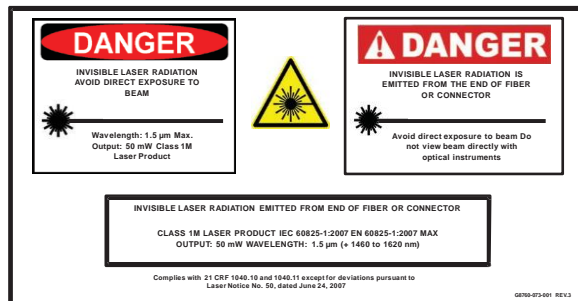 DANGER
INVISIBLE LASER RADIATION
AVOID DIRECT EXPOSURE TO
BEAM
Wavelength: 1.5 µm Max.
Output: 50 mW Class 1M
Laser Product
DANGER
INVISIBLE LASER RADIATION IS
EMITTED FROM THE END OF FIBER
OR CONNECTOR
Avoid direct exposure to beam Do
not view beam directly with
optical instruments
INVISIBLE LASER RADIATION EMITTED FROM END OF FIBER OR CONNECTOR
CLASS 1M LASER PRODUCT IEC 60825-1:2007 EN 60825-1:2007 MAX
OUTPUT: 50 mW WAVELENGTH: 1.5 µm (+ 1460 to 1620 nm)
Complies with 21 CRF 1040.10 and 1040.11 except for deviations pursuant to
Laser Notice No. 50, dated June 24, 2007
G8760-873-001 REV.3